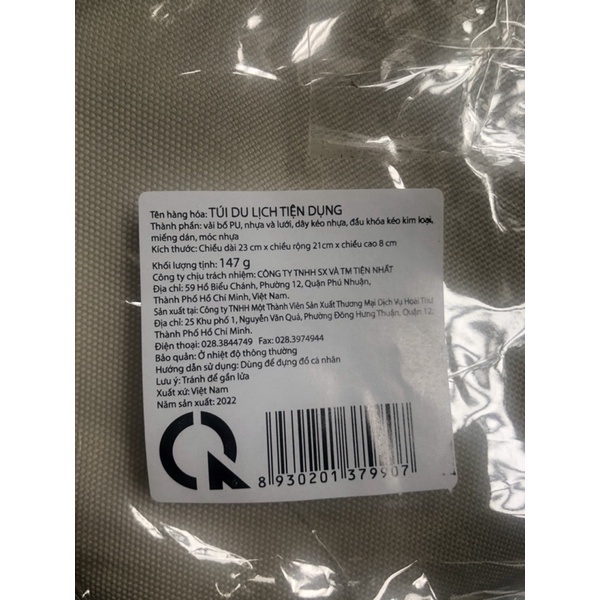 Tên hàng hóa: TÚI DU LỊCH TIỆN DỤNG
Thành phần: vải bố PU, nhựa và lưới, dây kéo nhựa, đầu khóa kéo kim loại,
miếng dán, móc nhựa
Kích thước: Chiều dài 23 cm x chiều rộng 21cm x chiều cao 8 cm
Khối lượng tịnh: 147 g
Công ty chịu trách nhiệm: CÔNG TY TNHH SX VÀ TM TIỆN NHẤT
Địa chỉ: 59 Hồ Biểu Chánh, Phường 12, Quận Phú Nhuận,
Thành Phố Hồ Chí Minh, Việt Nam.
Sản xuất tại: Công ty TNHH Một Thành Viên Sản Xuất Thương Mại Dịch Vụ Hoài Thư
Địa chỉ: 25 Khu phố 1, Nguyễn Văn Quá, Phường Đông Hưng Thuận, Quận 12,
Thành Phố Hồ Chí Minh.
Điện thoại: 028.3844749 Fax: 028.3974944
Bảo quản: Ở nhiệt độ thông thường
Hướng dẫn sử dụng: Dùng để đựng đồ cá nhân
Lưu ý: Tránh để gần lửa
Xuất xứ: Việt Nam
Năm sản xuất: 2022
8 930201 379907